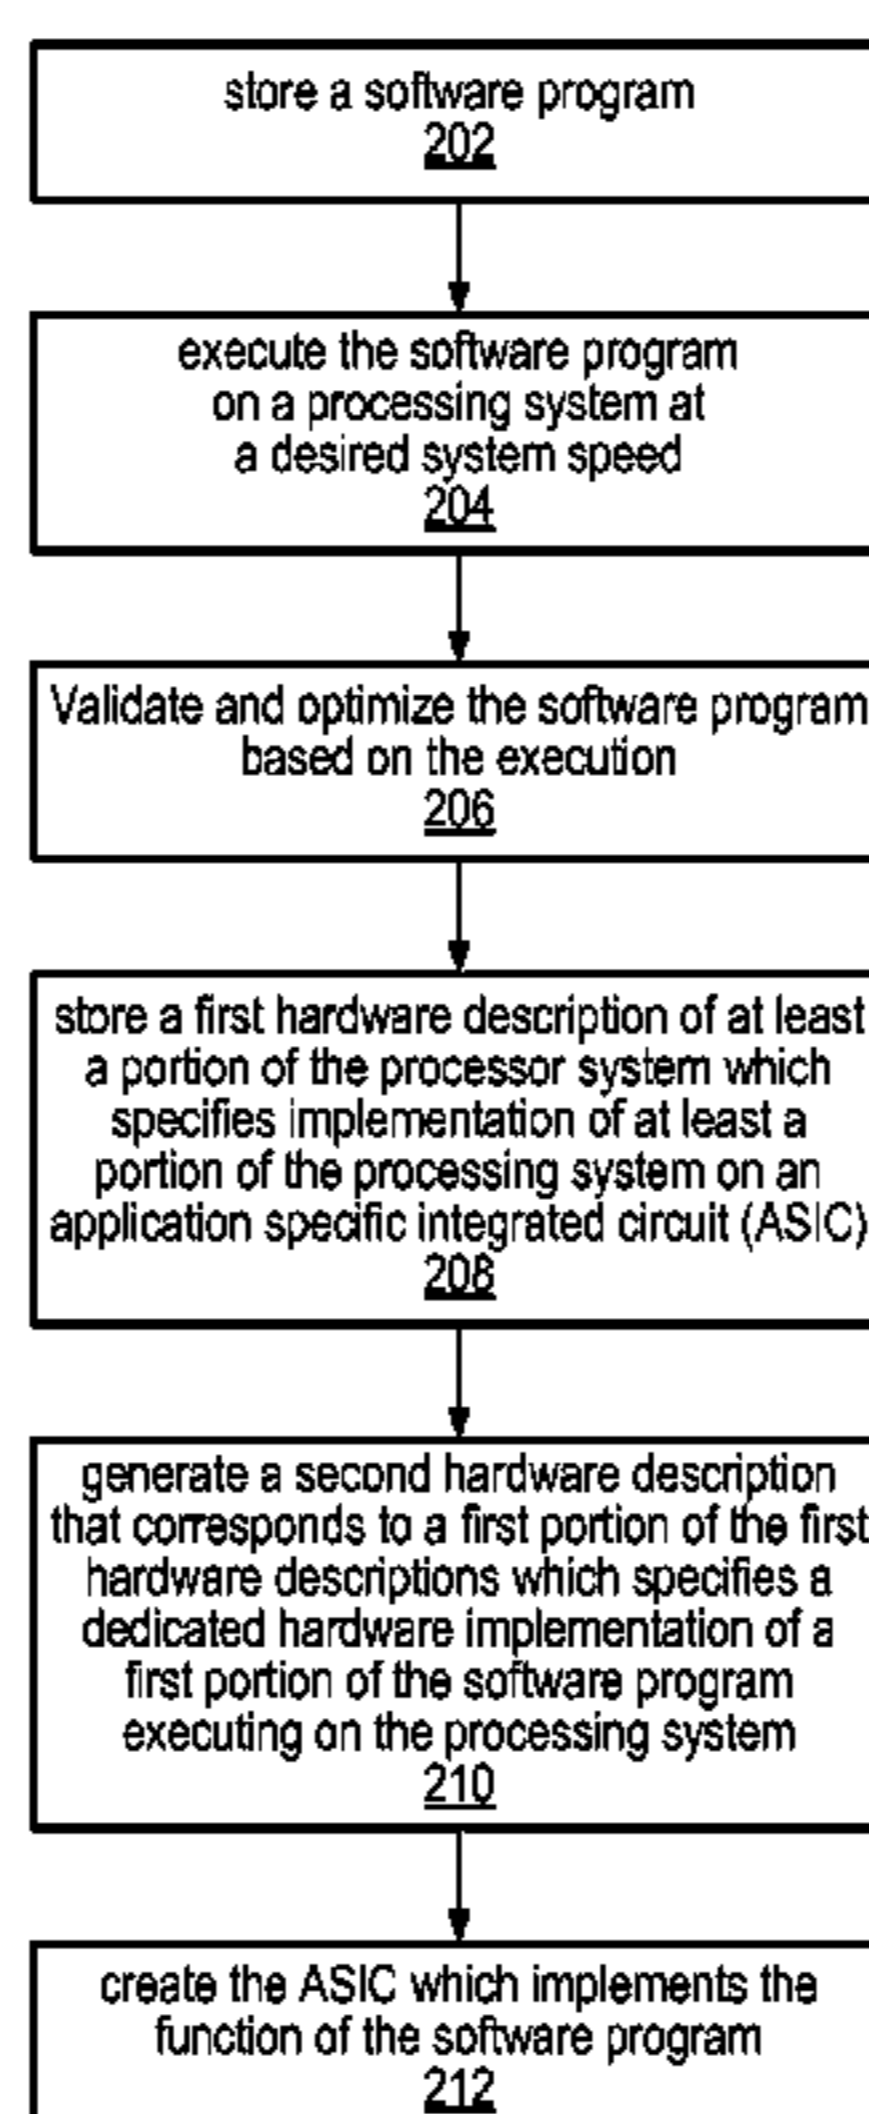 store a software program
202
execute the software program
on a processing system at
a desired system speed
204
Validate and optimize the software program
based on the execution
206
store a first hardware description of at least
a portion of the processor system which
specifies implementation of at least a
portion of the processing system on an
application specific integrated circuit (ASIC)
208
generate a second hardware description
that corresponds to a first portion of the first
hardware descriptions which specifies a
dedicated hardware implementation of a
first portion of the software program
executing on the processing system
210
create the ASIC which implements the
function of the software program
212